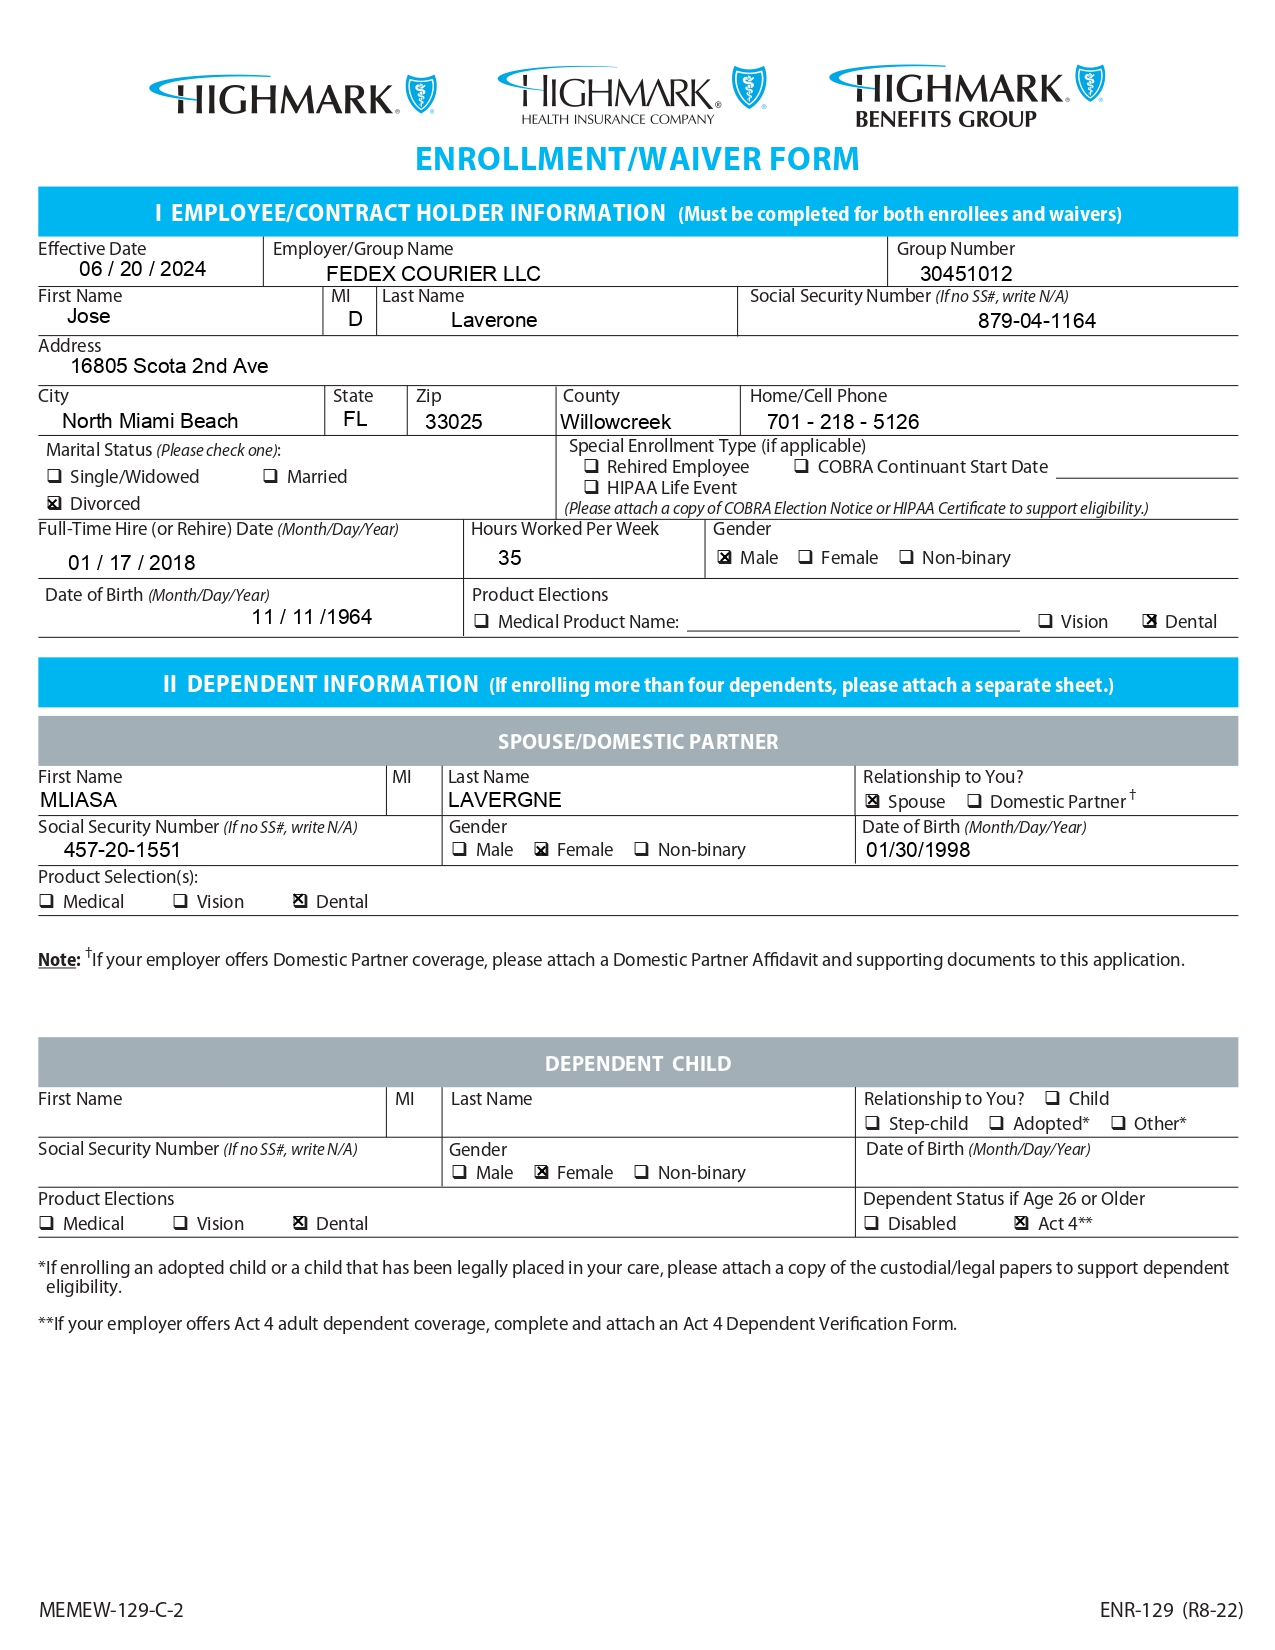 HIGHMARK®
HIGHMARK®
HEALTH INSURANCE COMPANY
HIGHMARK®
BENEFITS GROUP
ENROLLMENT/WAIVER FORM
I EMPLOYEE/CONTRACT HOLDER INFORMATION (Must be completed for both enrollees and waivers)
Effective Date Employer/Group Name Group Number
06 / 20 / 2024 FEDEX COURIER LLC 30451012
First Name MI Last Name Social Security Number (If no SS#, write N/A)
Jose D Laverone 879-04-1164
Address
16805 Scota 2nd Ave
City State Zip County Home/Cell Phone
North Miami Beach FL 33025 Willowcreek 701 - 218 - 5126
Marital Status (Please check one): Special Enrollment Type (if applicable)
☐ Single/Widowed ☐ Married ☐ Rehired Employee ☐ COBRA Continuant Start Date
☒ Divorced ☐ HIPAA Life Event
(Please attach a copy of COBRA Election Notice or HIPAA Certificate to support eligibility.)
Full-Time Hire (or Rehire) Date (Month/Day/Year) Hours Worked Per Week Gender
01 / 17 / 2018 35 ☒ Male ☐ Female ☐ Non-binary
Date of Birth (Month/Day/Year) Product Elections
11 / 11 /1964 ☐ Medical Product Name: ☐ Vision ☒ Dental
II DEPENDENT INFORMATION (If enrolling more than four dependents, please attach a separate sheet.)
SPOUSE/DOMESTIC PARTNER
First Name MI Last Name Relationship to You?
MLIASA LAVERGNE ☒ Spouse ☐ Domestic Partner †
Social Security Number (If no SS#, write N/A) Gender Date of Birth (Month/Day/Year)
457-20-1551 ☐ Male ☒ Female ☐ Non-binary 01/30/1998
Product Selection(s):
☐ Medical ☐ Vision ☒ Dental
Note: †If your employer offers Domestic Partner coverage, please attach a Domestic Partner Affidavit and supporting documents to this application.
DEPENDENT CHILD
First Name MI Last Name Relationship to You? ☐ Child
☐ Step-child ☐ Adopted* ☐ Other*
Social Security Number (If no SS#, write N/A) Gender Date of Birth (Month/Day/Year)
☐ Male ☒ Female ☐ Non-binary
Product Elections Dependent Status if Age 26 or Older
☐ Medical ☐ Vision ☒ Dental ☐ Disabled ☒ Act 4**
*If enrolling an adopted child or a child that has been legally placed in your care, please attach a copy of the custodial/legal papers to support dependent
eligibility.
**If your employer offers Act 4 adult dependent coverage, complete and attach an Act 4 Dependent Verification Form.
MEMEW-129-C-2 ENR-129 (R8-22)